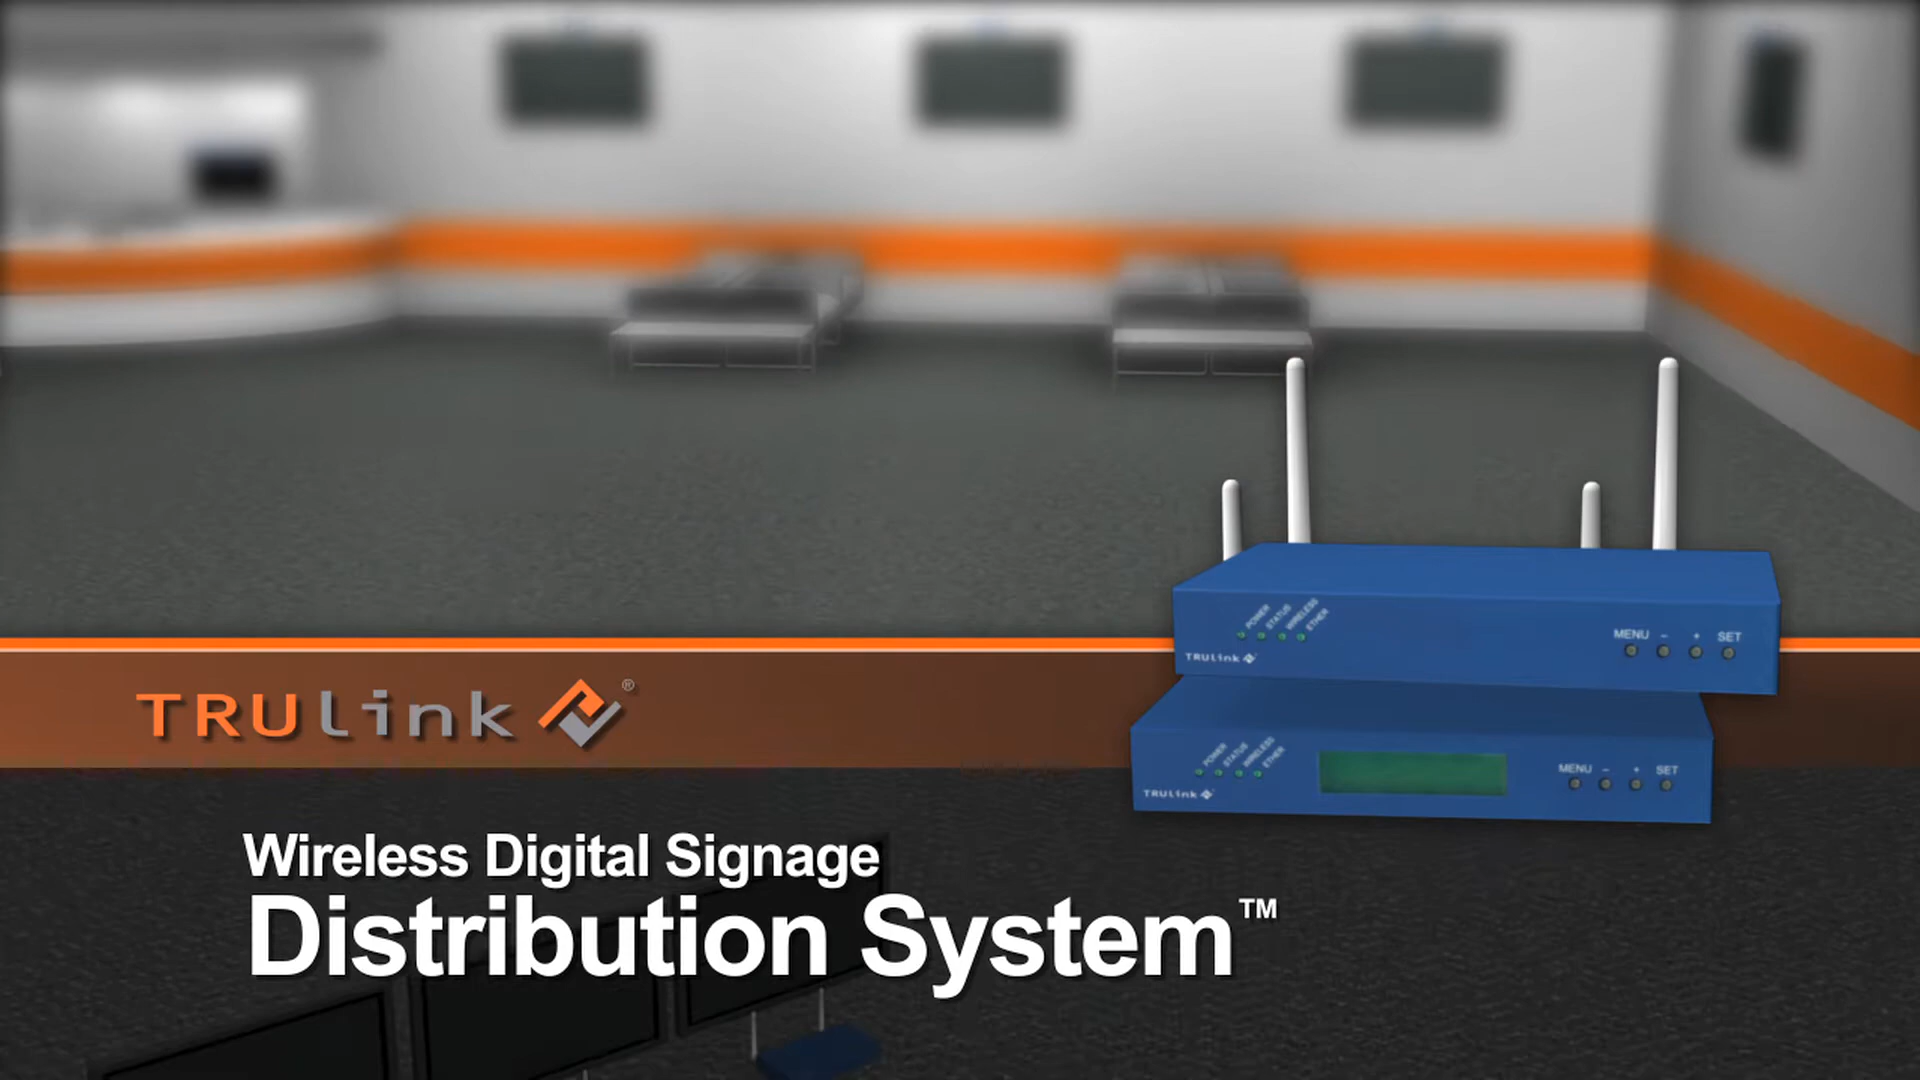 POWER STATUS WIRELESS ETHER
MENU - + SET
TRULink
TRULink ®
POWER STATUS WIRELESS ETHER
MENU - + SET
TRULink
Wireless Digital Signage
Distribution System™